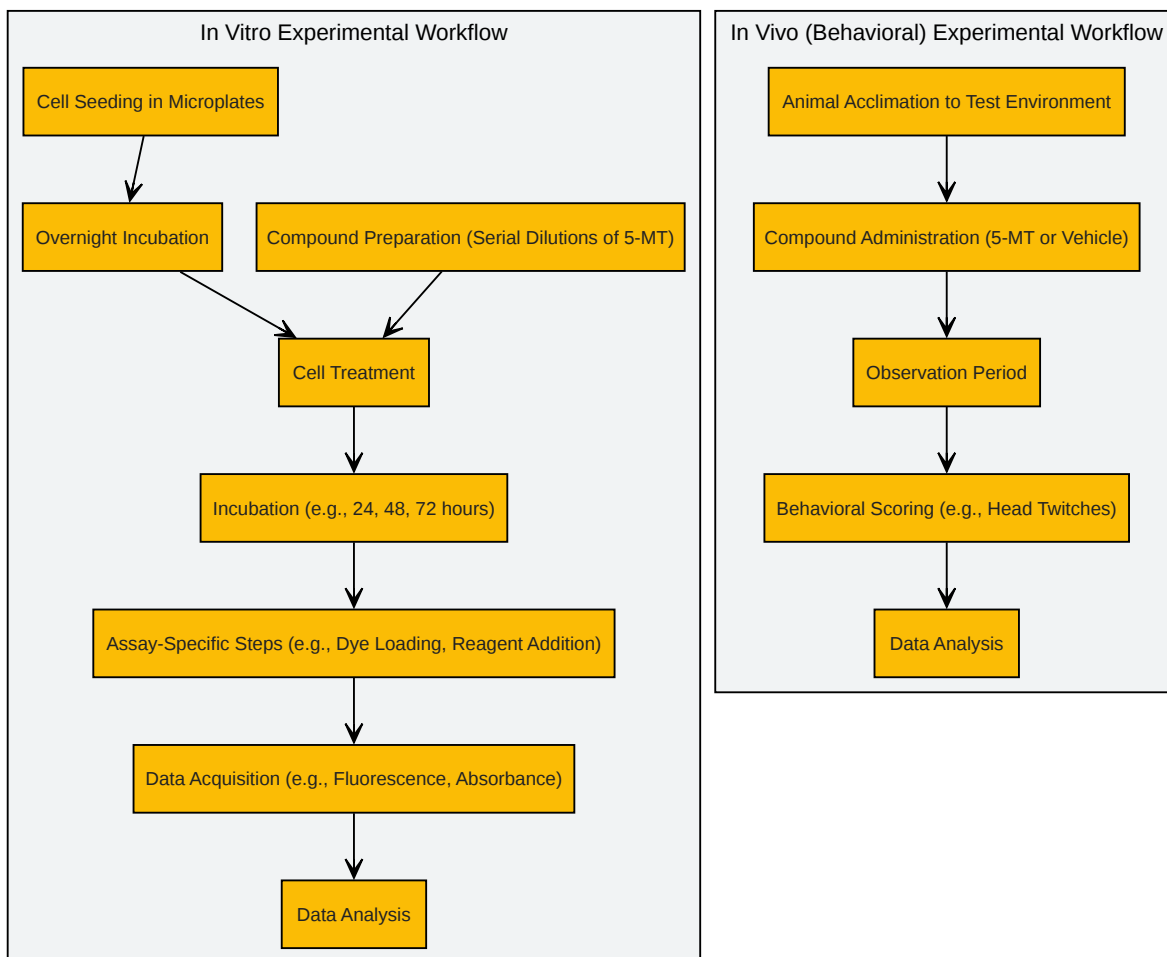 In Vitro Experimental Workflow
Cell Seeding in Microplates
Overnight Incubation
Compound Preparation (Serial Dilutions of 5-MT)
Cell Treatment
Incubation (e.g., 24, 48, 72 hours)
Assay-Specific Steps (e.g., Dye Loading, Reagent Addition)
Data Acquisition (e.g., Fluorescence, Absorbance)
Data Analysis
In Vivo (Behavioral) Experimental Workflow
Animal Acclimation to Test Environment
Compound Administration (5-MT or Vehicle)
Observation Period
Behavioral Scoring (e.g., Head Twitches)
Data Analysis